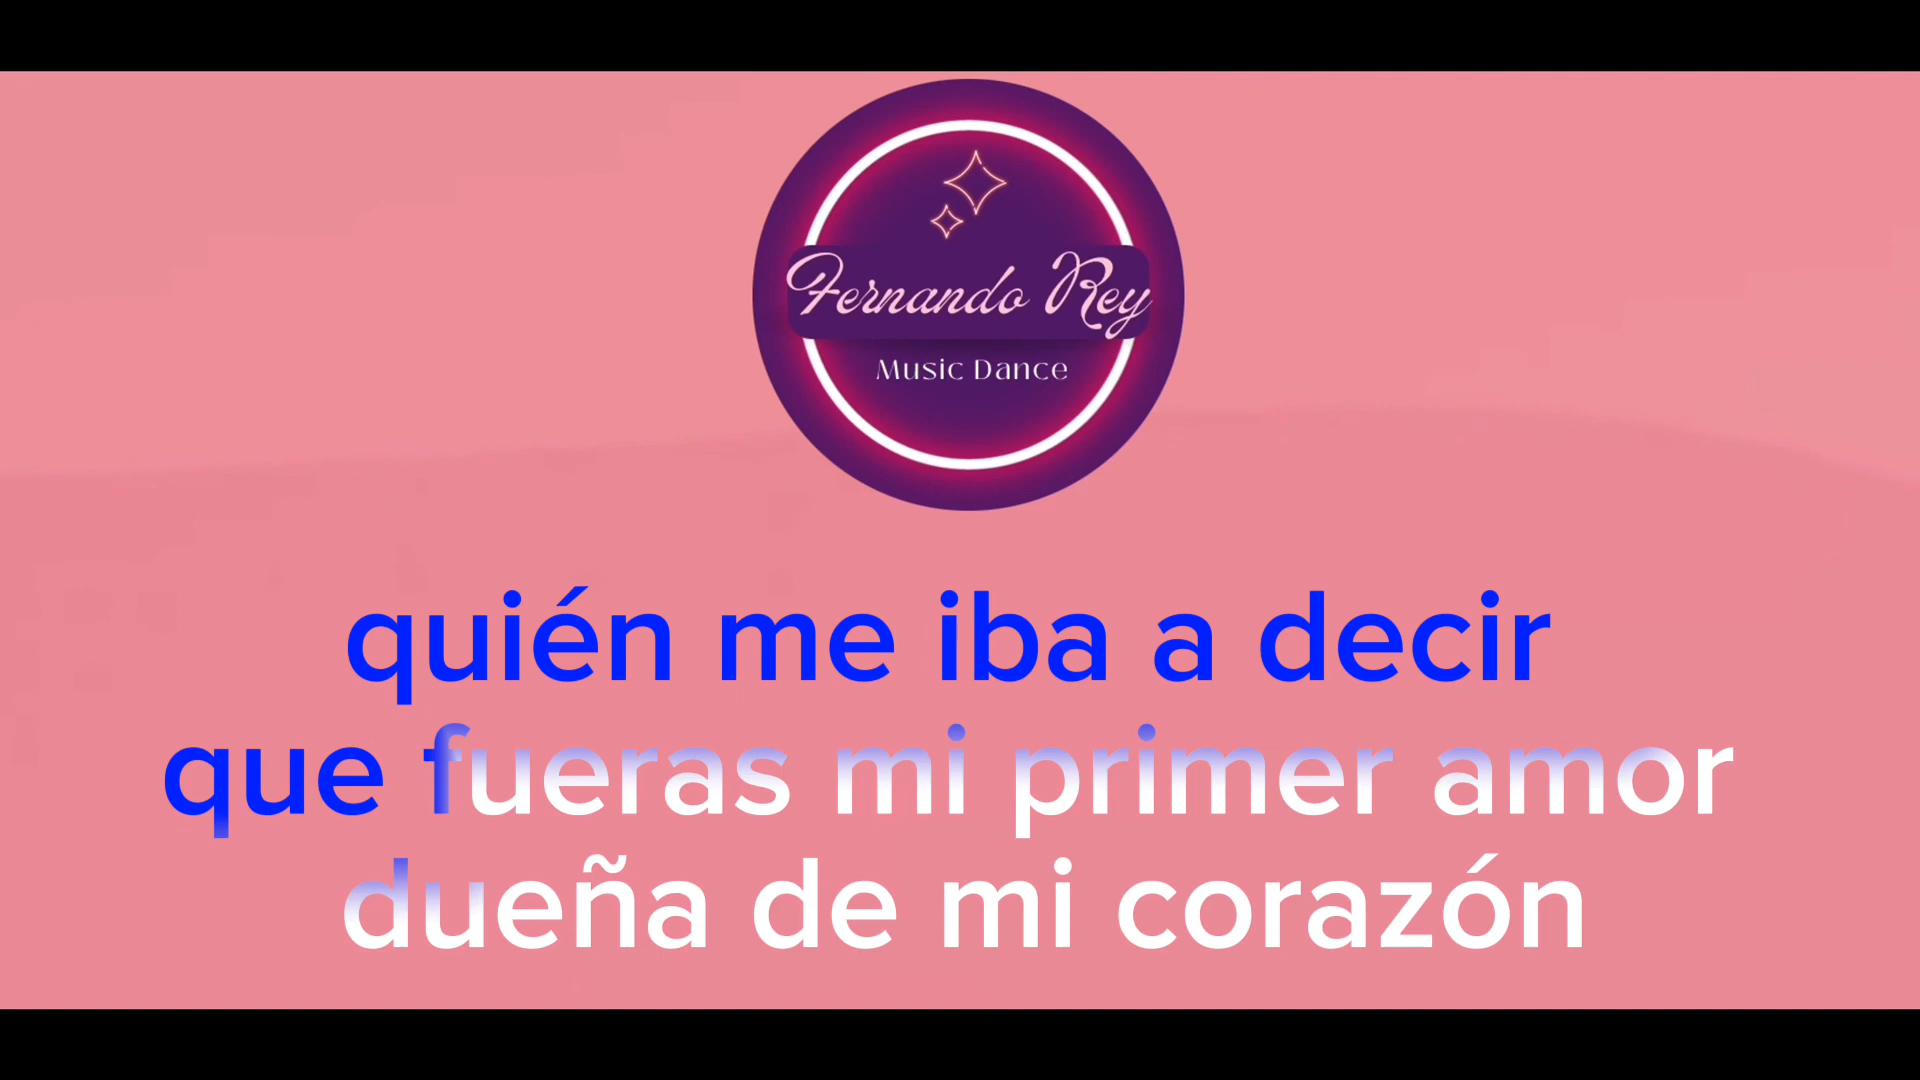 Fernando Rey
Music Dance
quién me iba a decir
que fueras mi primer amor
dueña de mi corazón